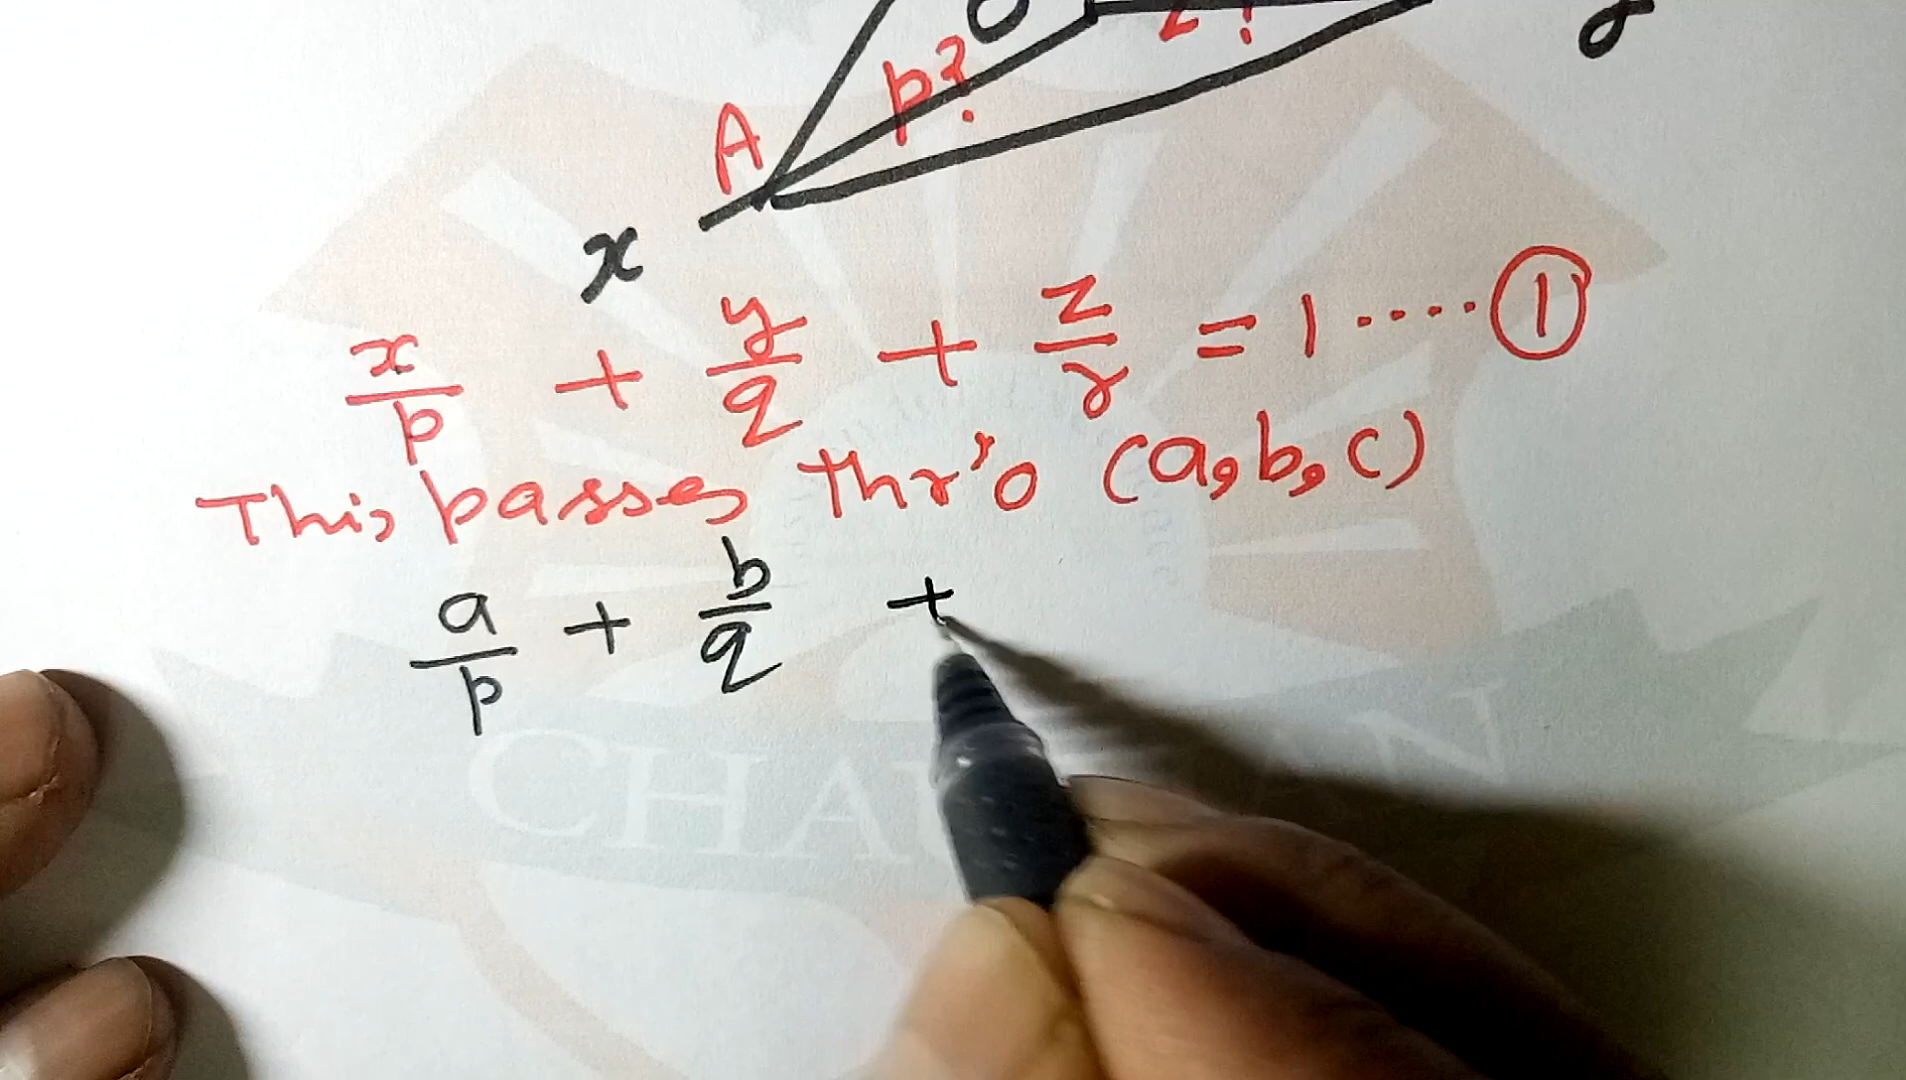 p?
A
x
x/p + y/q + z/r = 1 .... ①
This passes thr'o (a, b, c)
a/p + b/q +